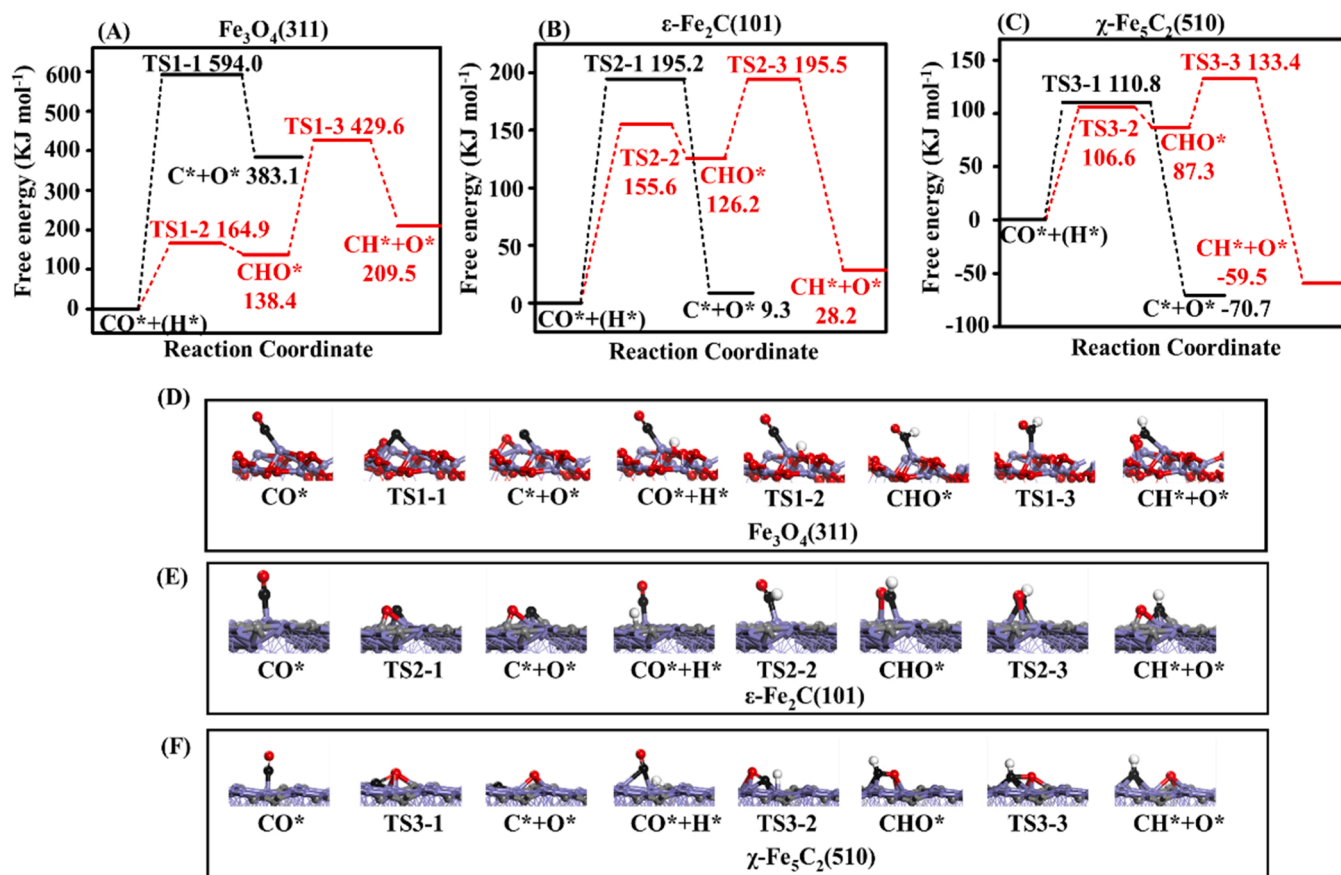 (A)
Fe₃O₄(311)
Free energy (KJ mol⁻¹)
600
500
400
300
200
100
0
TS1-1 594.0
TS1-3 429.6
C*+O* 383.1
TS1-2 164.9
CHO*
138.4
CH*+O*
209.5
CO*+(H*)
Reaction Coordinate
(B)
ε-Fe₂C(101)
Free energy (KJ mol⁻¹)
200
150
100
50
0
TS2-1 195.2
TS2-3 195.5
TS2-2
155.6
CHO*
126.2
CO*+(H*)
C*+O* 9.3
CH*+O*
28.2
Reaction Coordinate
(C)
χ-Fe₅C₂(510)
Free energy (KJ mol⁻¹)
150
100
50
0
-50
-100
TS3-1 110.8
TS3-3 133.4
TS3-2
106.6
CHO*
87.3
CO*+(H*)
CH*+O*
-59.5
C*+O* -70.7
Reaction Coordinate
(D)
CO* TS1-1 C*+O* CO*+H* TS1-2 CHO* TS1-3 CH*+O*
Fe₃O₄(311)
(E)
CO* TS2-1 C*+O* CO*+H* TS2-2 CHO* TS2-3 CH*+O*
ε-Fe₂C(101)
(F)
CO* TS3-1 C*+O* CO*+H* TS3-2 CHO* TS3-3 CH*+O*
χ-Fe₅C₂(510)